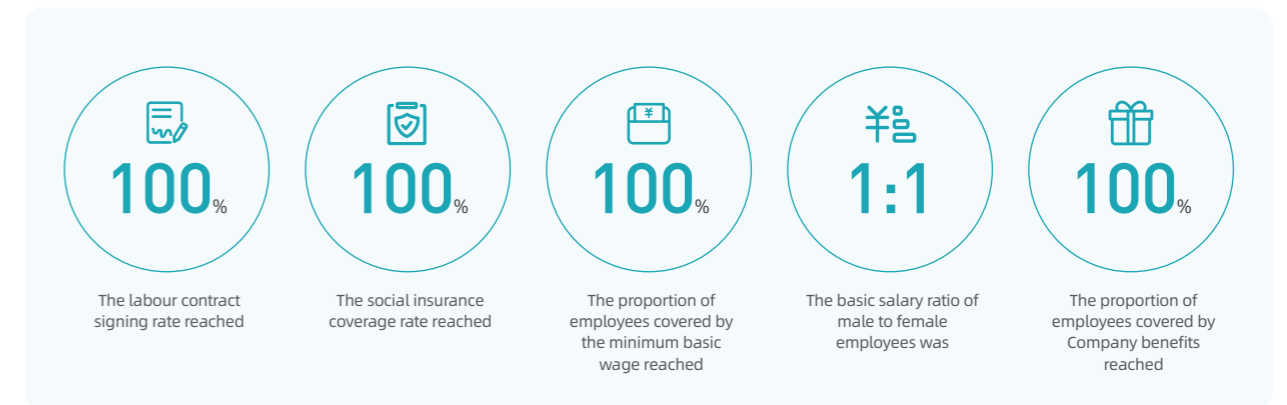 100%
The labour contract
signing rate reached
100%
The social insurance
coverage rate reached
¥
100%
The proportion of
employees covered by
the minimum basic
wage reached
¥
1:1
The basic salary ratio of
male to female
employees was
100%
The proportion of
employees covered by
Company benefits
reached